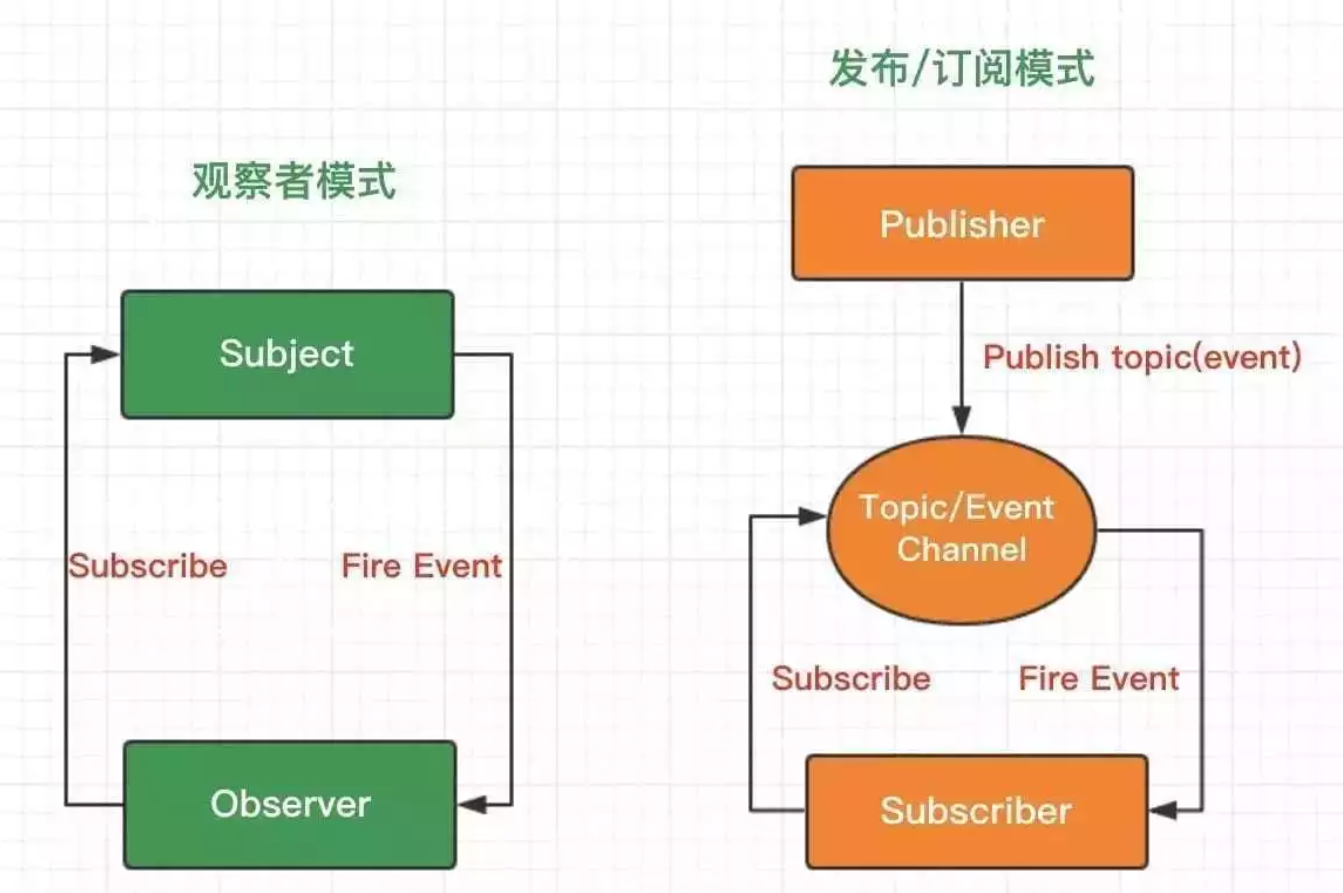 观察者模式
Subject
Subscribe
Fire Event
Observer
发布/订阅模式
Publisher
Publish topic(event)
Topic/Event
Channel
Subscribe
Fire Event
Subscriber